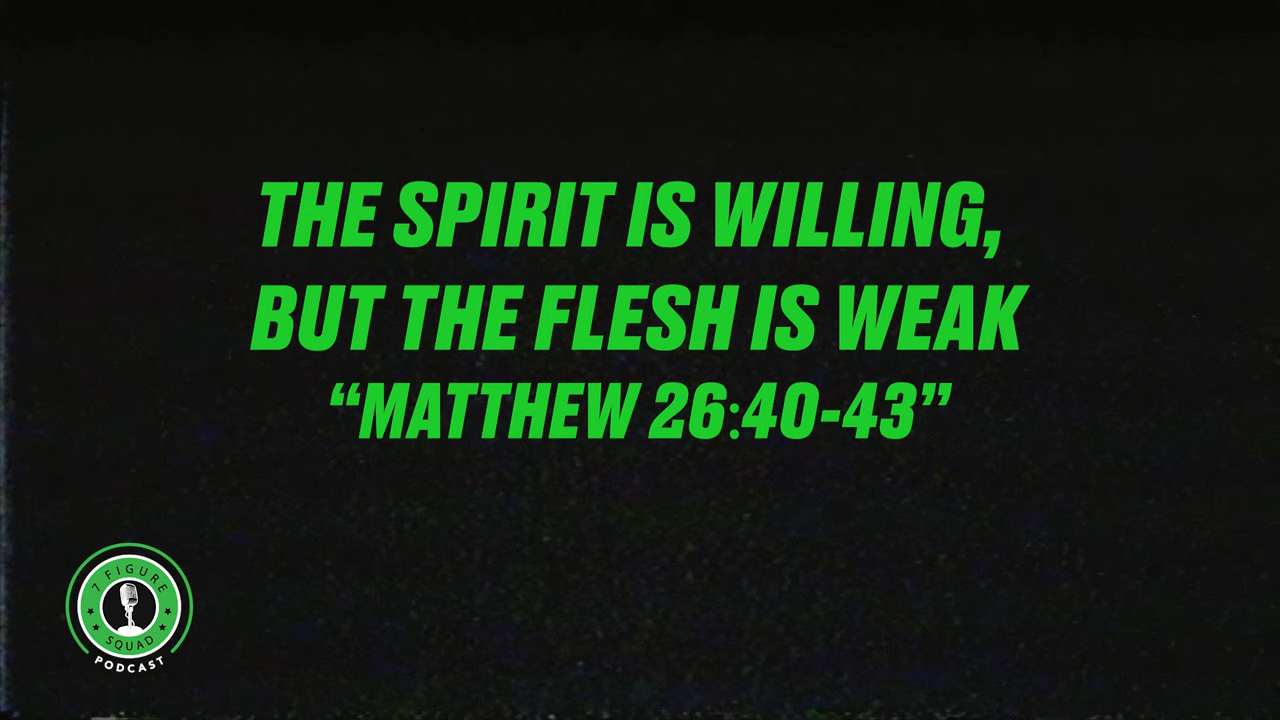 THE SPIRIT IS WILLING,
BUT THE FLESH IS WEAK
“MATTHEW 26:40-43”
7 FIGURE
SQUAD
PODCAST